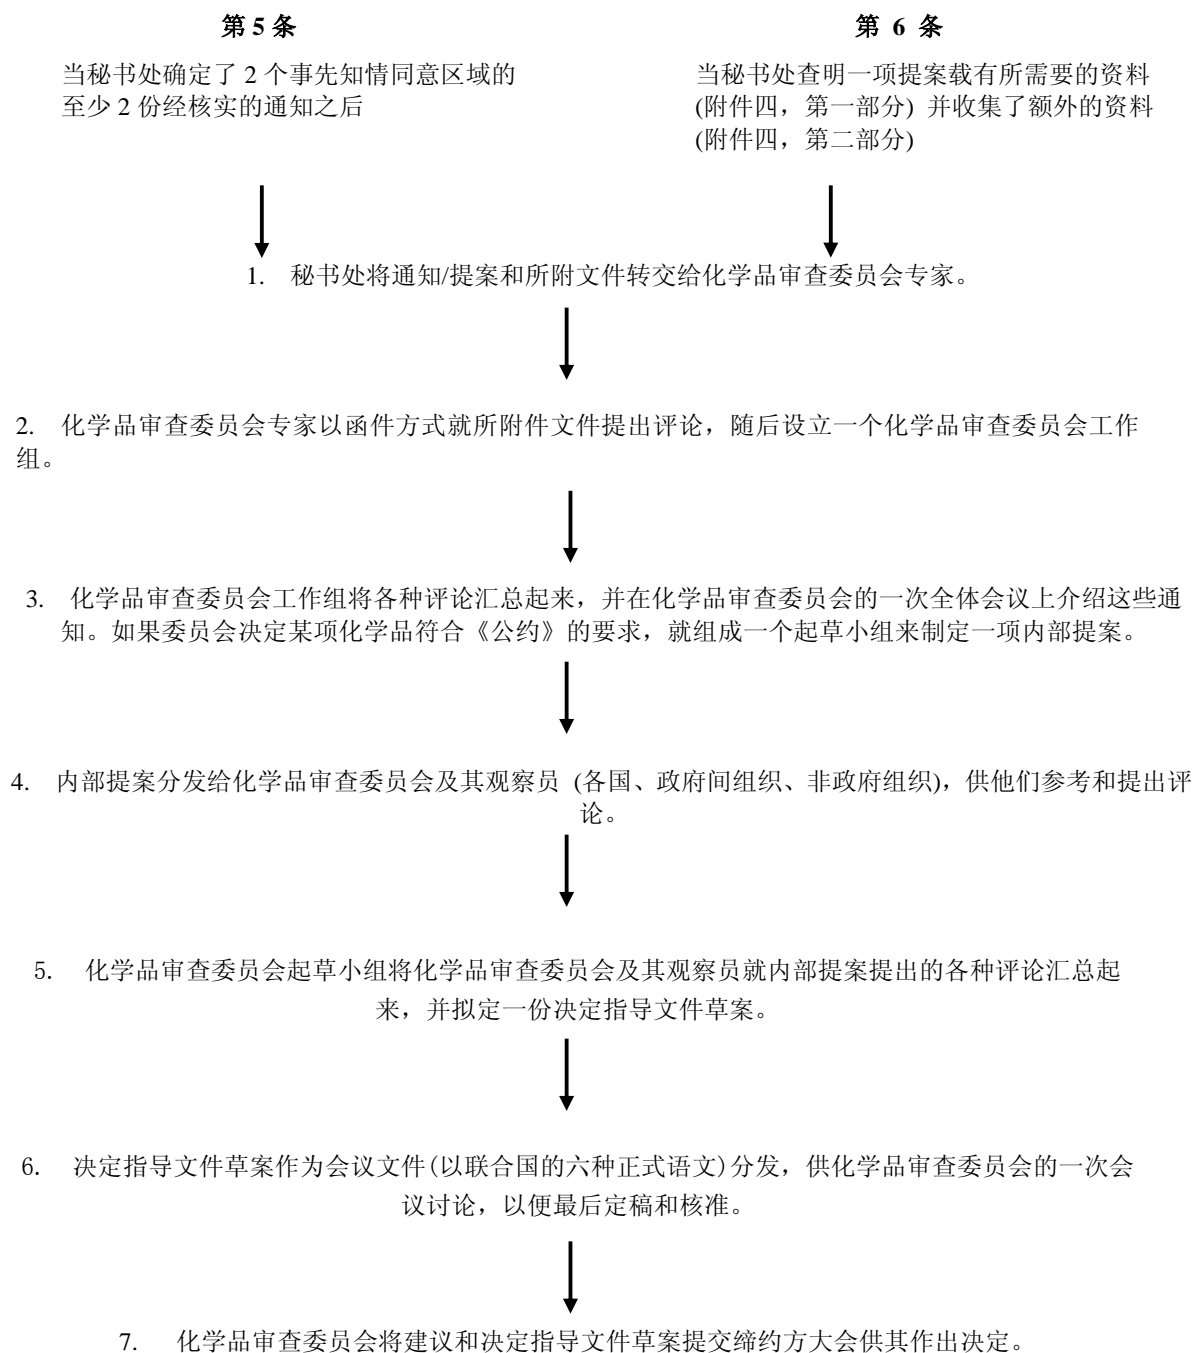 第 5 条
第 6 条
当秘书处确定了 2 个事先知情同意区域的
至少 2 份经核实的通知之后
当秘书处查明一项提案载有所需要的资料
(附件四，第一部分) 并收集了额外的资料
(附件四，第二部分)
1. 秘书处将通知/提案和所附文件转交给化学品审查委员会专家。
2. 化学品审查委员会专家以函件方式就所附件文件提出评论，随后设立一个化学品审查委员会工作
组。
3. 化学品审查委员会工作组将各种评论汇总起来，并在化学品审查委员会的一次全体会议上介绍这些通
知。如果委员会决定某项化学品符合《公约》的要求，就组成一个起草小组来制定一项内部提案。
4. 内部提案分发给化学品审查委员会及其观察员 (各国、政府间组织、非政府组织)，供他们参考和提出评
论。
5. 化学品审查委员会起草小组将化学品审查委员会及其观察员就内部提案提出的各种评论汇总起
来，并拟定一份决定指导文件草案。
6. 决定指导文件草案作为会议文件(以联合国的六种正式语文)分发，供化学品审查委员会的一次会
议讨论，以便最后定稿和核准。
7. 化学品审查委员会将建议和决定指导文件草案提交缔约方大会供其作出决定。